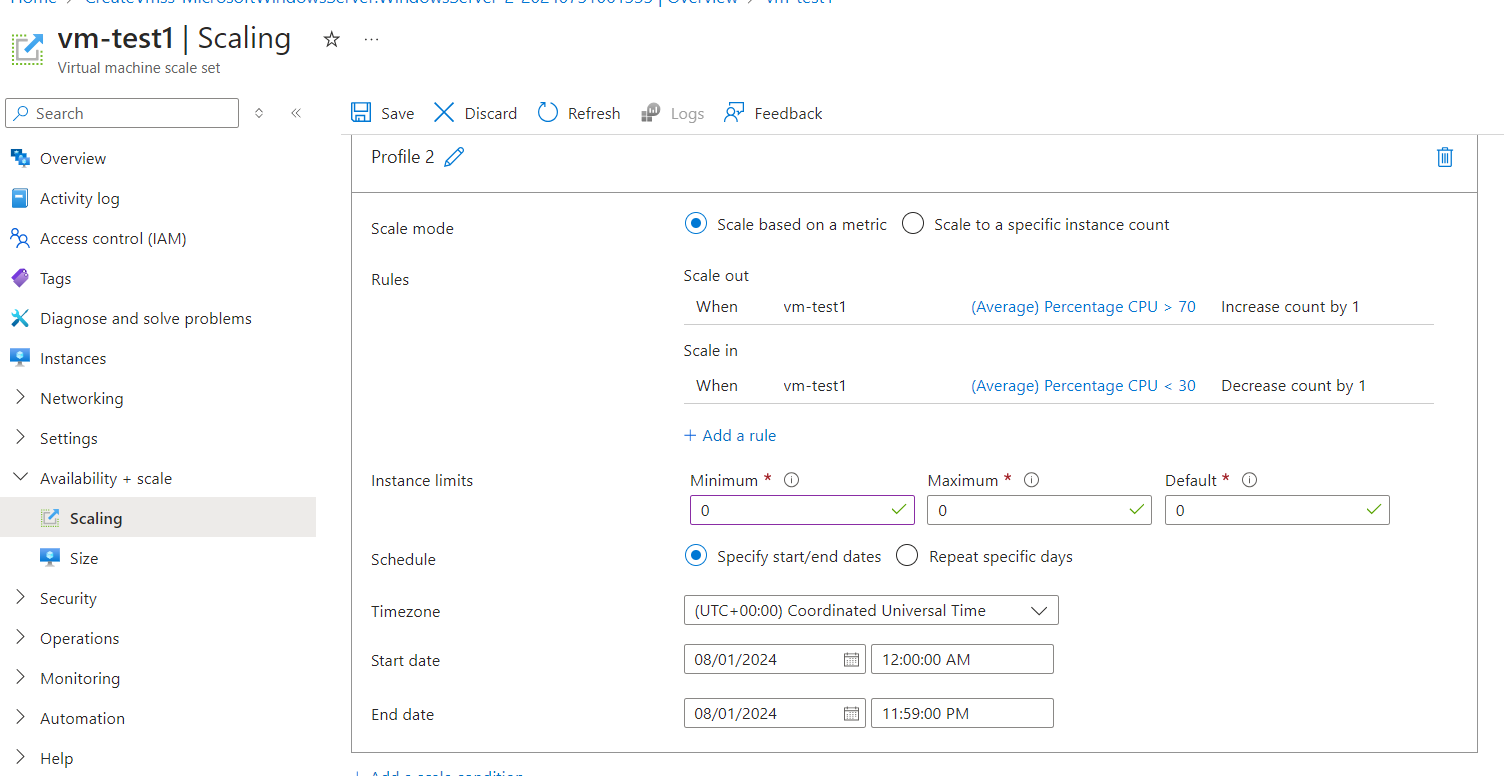 Home > CreateVmss-MicrosoftWindowsServer.WindowsServer-2-20240731001555 | Overview > vm-test1
vm-test1 | Scaling
Virtual machine scale set
Search
Save Discard Refresh Logs Feedback
Overview
Activity log
Access control (IAM)
Tags
Diagnose and solve problems
Instances
Networking
Settings
Availability + scale
Scaling
Size
Security
Operations
Monitoring
Automation
Help
Profile 2
Scale mode
Scale based on a metric Scale to a specific instance count
Rules
Scale out
When vm-test1 (Average) Percentage CPU > 70 Increase count by 1
Scale in
When vm-test1 (Average) Percentage CPU < 30 Decrease count by 1
+ Add a rule
Instance limits
Minimum * Maximum * Default *
0 0 0
Schedule
Specify start/end dates Repeat specific days
Timezone
(UTC+00:00) Coordinated Universal Time
Start date
08/01/2024 12:00:00 AM
End date
08/01/2024 11:59:00 PM
+ Add a scale condition